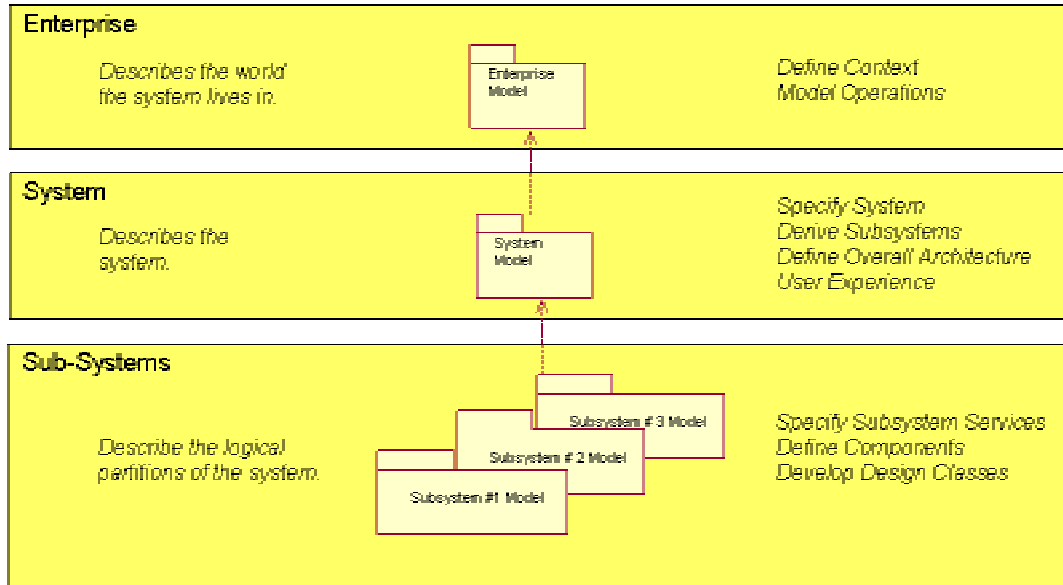 Enterprise
Describes the world
the system lives in.
Enterprise
Model
Define Context
Model Operations
System
Describes the
system.
System
Model
Specify System
Derive Subsystems
Define Overall Architecture
User Experience
Sub-Systems
Describe the logical
partitions of the system.
Subsystem # 3 Model
Subsystem # 2 Model
Subsystem #1 Model
Specify Subsystem Services
Define Components
Develop Design Classes